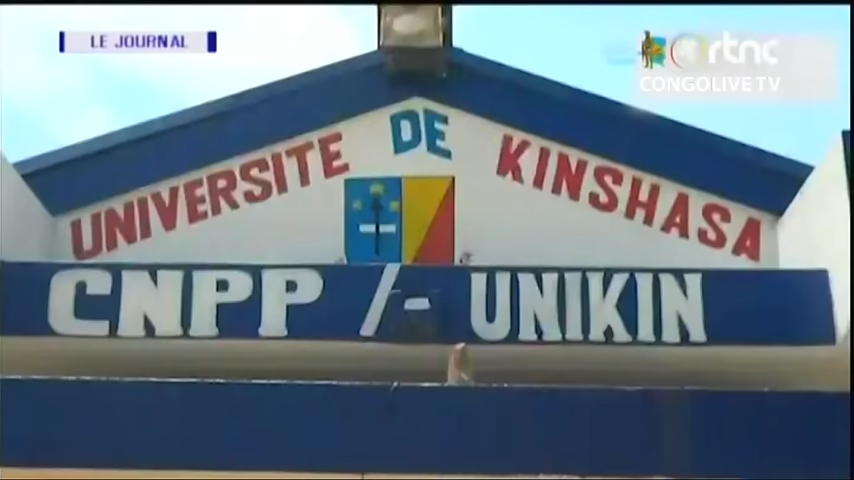 LE JOURNAL
rtnc
CONGOLIVE TV
UNIVERSITE DE KINSHASA
CNPP / UNIKIN